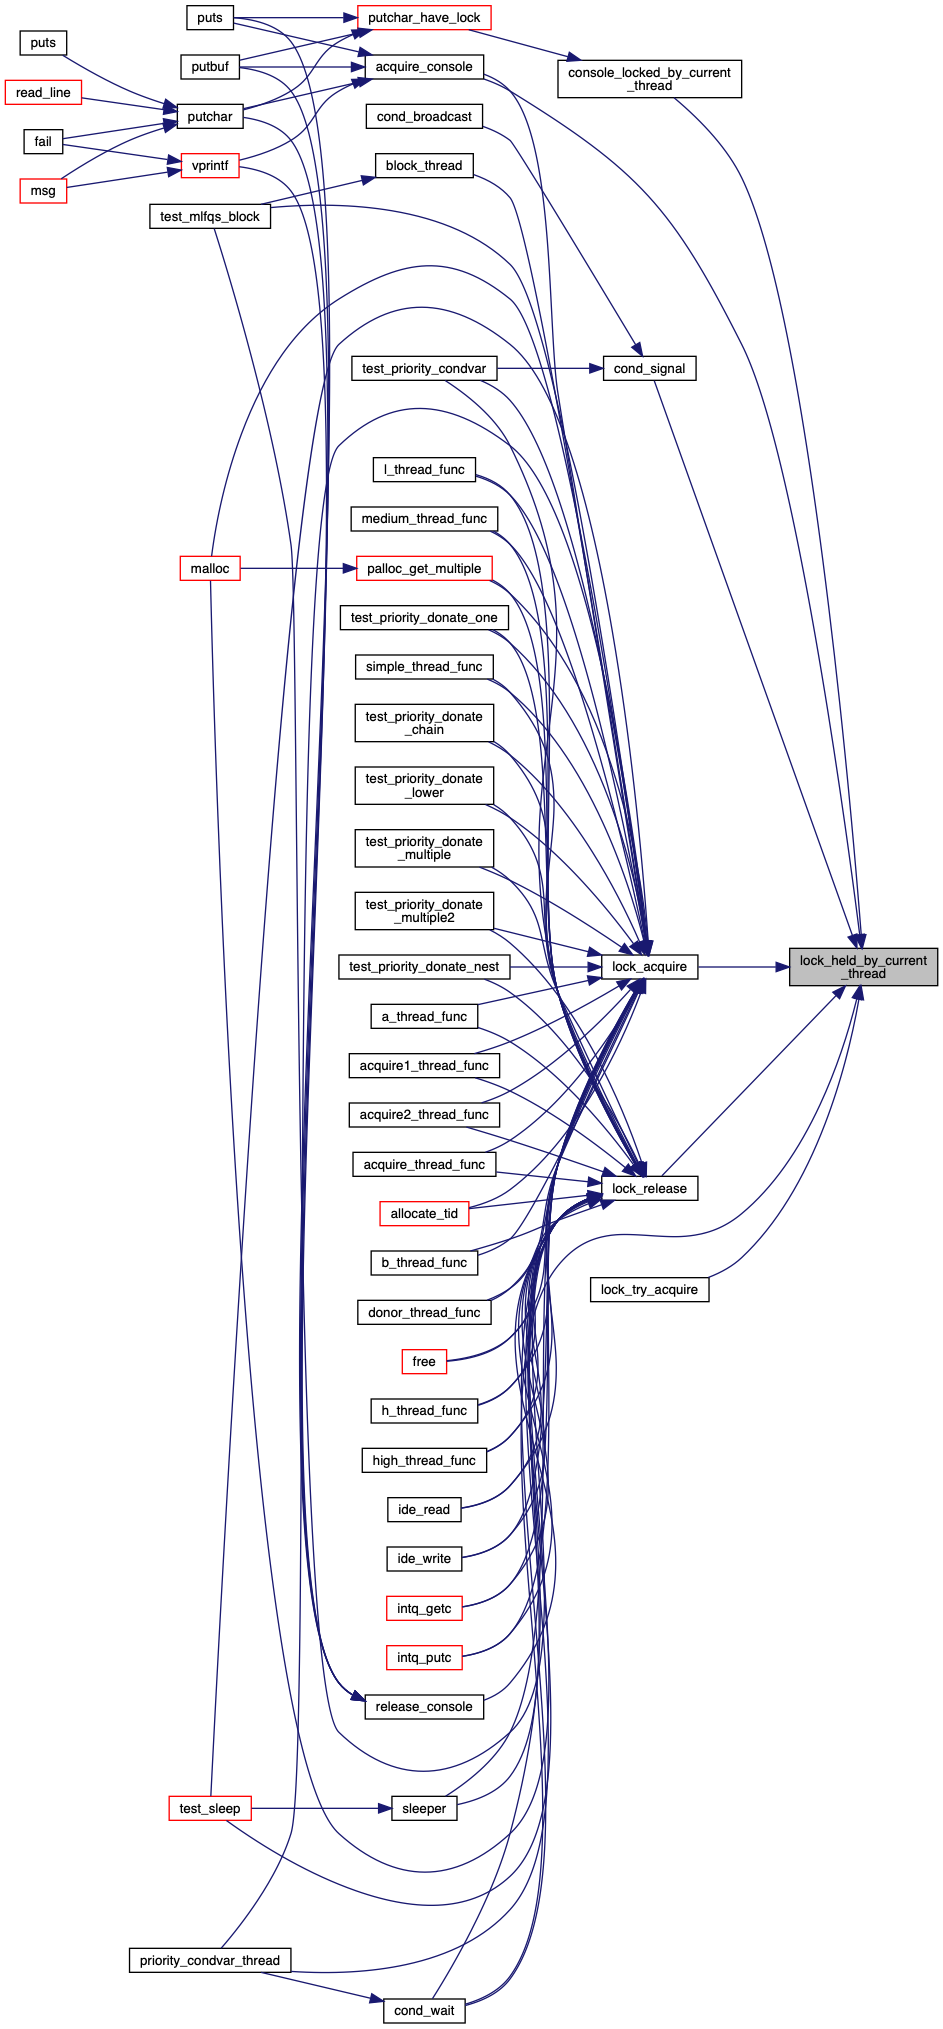 puts
putchar_have_lock
puts
putbuf
acquire_console
console_locked_by_current
_thread
read_line
putchar
cond_broadcast
fail
vprintf
block_thread
msg
test_mlfqs_block
test_priority_condvar
cond_signal
l_thread_func
medium_thread_func
malloc
palloc_get_multiple
test_priority_donate_one
simple_thread_func
test_priority_donate
_chain
test_priority_donate
_lower
test_priority_donate
_multiple
test_priority_donate
_multiple2
test_priority_donate_nest
lock_acquire
lock_held_by_current
_thread
a_thread_func
acquire1_thread_func
acquire2_thread_func
acquire_thread_func
lock_release
allocate_tid
b_thread_func
lock_try_acquire
donor_thread_func
free
h_thread_func
high_thread_func
ide_read
ide_write
intq_getc
intq_putc
release_console
test_sleep
sleeper
priority_condvar_thread
cond_wait